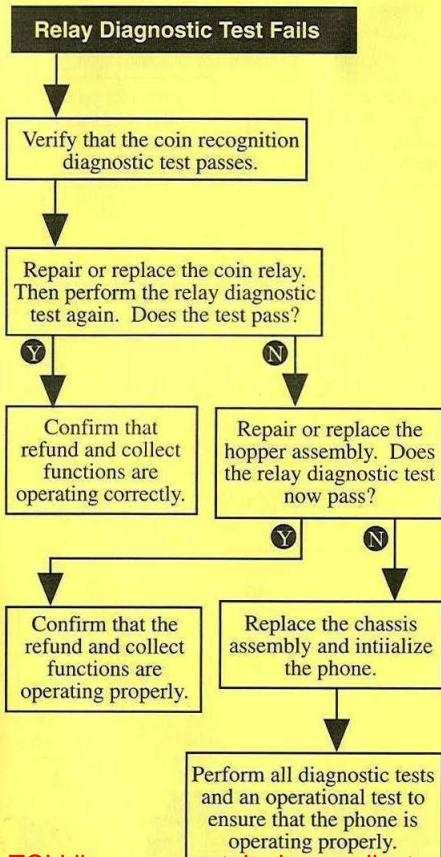 Relay Diagnostic Test Fails
Verify that the coin recognition
diagnostic test passes.
Repair or replace the coin relay.
Then perform the relay diagnostic
test again. Does the test pass?
Y
N
Confirm that
refund and collect
functions are
operating correctly.
Repair or replace the
hopper assembly. Does
the relay diagnostic test
now pass?
Y
N
Confirm that the
refund and collect
functions are
operating properly.
Replace the chassis
assembly and intiialize
the phone.
Perform all diagnostic tests
and an operational test to
ensure that the phone is
operating properly.